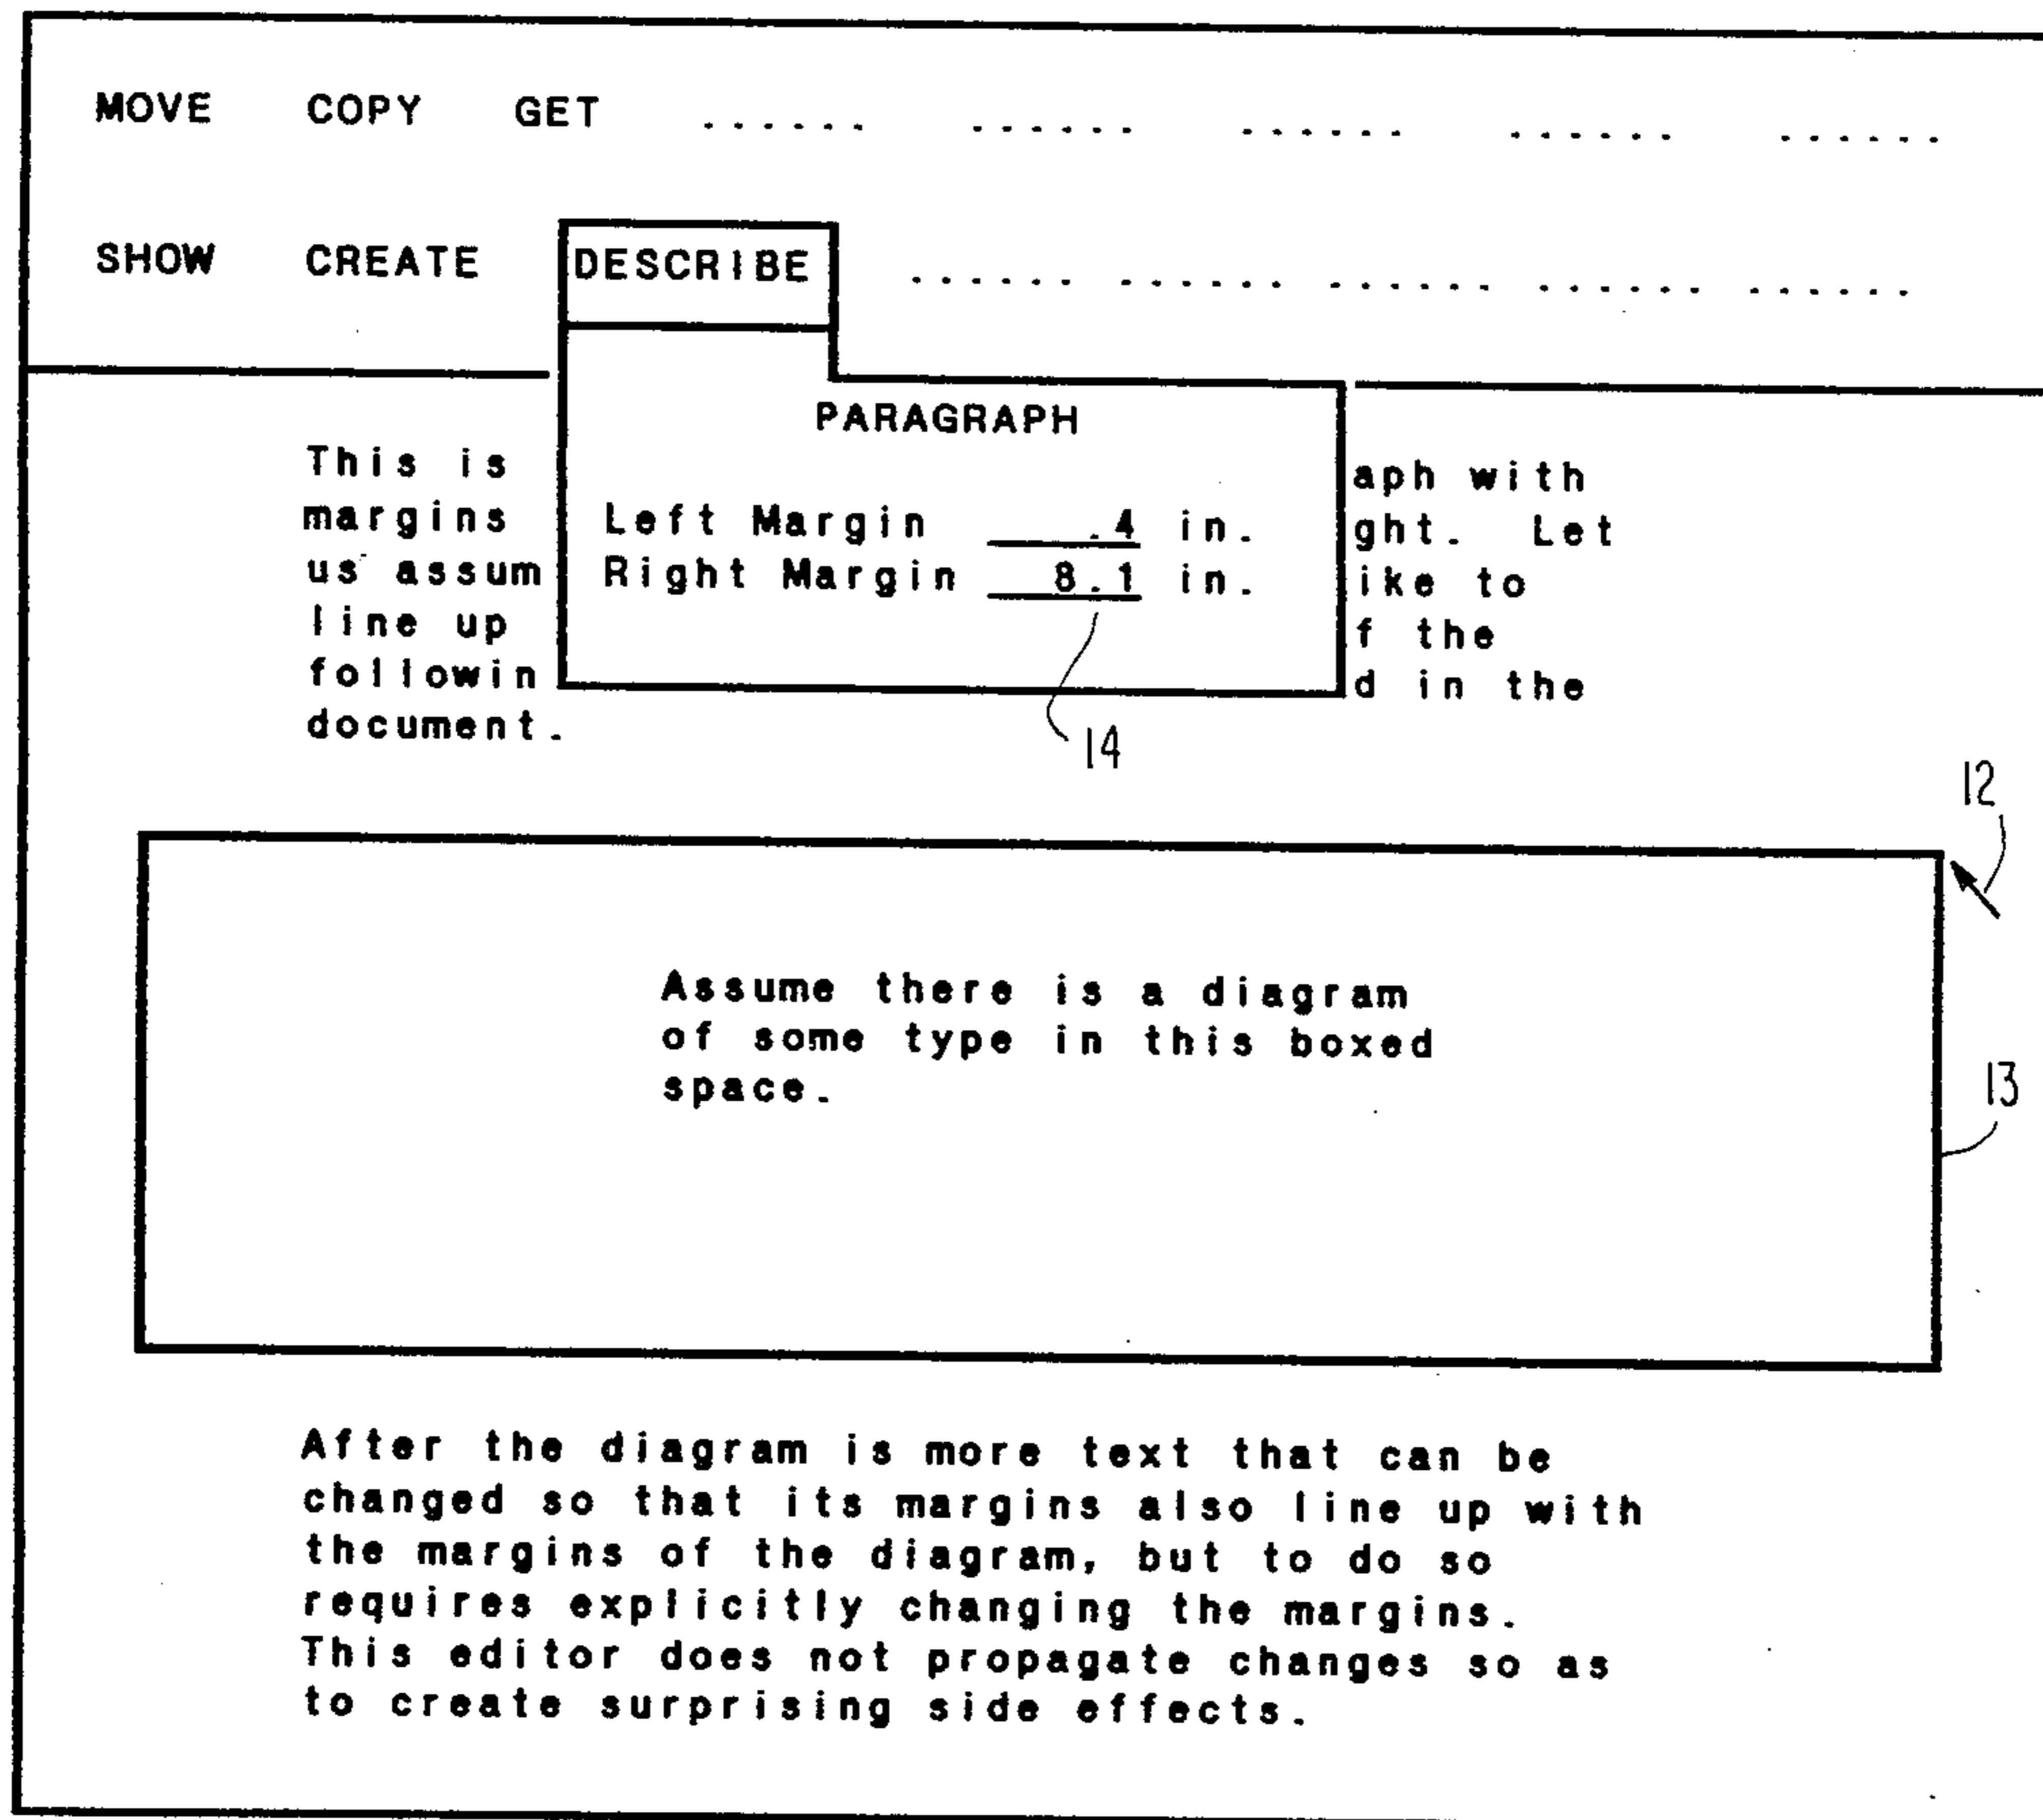 MOVE COPY GET ...... ...... ...... ...... ......
SHOW CREATE DESCRIBE ...... ...... ...... ...... ......
PARAGRAPH
This is aph with
margins Left Margin .4 in. ght. Let
us assum Right Margin 8.1 in. ike to
line up f the
followin d in the
document.
14
12
Assume there is a diagram
of some type in this boxed
space.
13
After the diagram is more text that can be
changed so that its margins also line up with
the margins of the diagram, but to do so
requires explicitly changing the margins.
This editor does not propagate changes so as
to create surprising side effects.